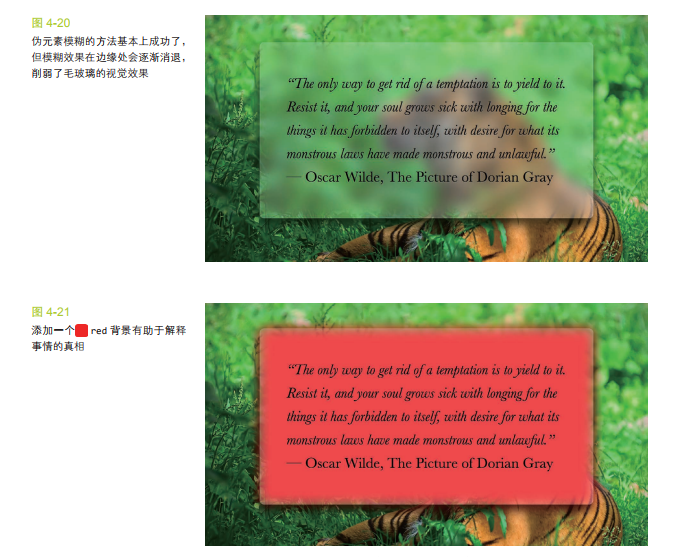 图 4-20
伪元素模糊的方法基本上成功了，
但模糊效果在边缘处会逐渐消退，
削弱了毛玻璃的视觉效果
“The only way to get rid of a temptation is to yield to it.
Resist it, and your soul grows sick with longing for the
things it has forbidden to itself, with desire for what its
monstrous laws have made monstrous and unlawful.”
— Oscar Wilde, The Picture of Dorian Gray
图 4-21
添加一个 red 背景有助于解释
事情的真相
“The only way to get rid of a temptation is to yield to it.
Resist it, and your soul grows sick with longing for the
things it has forbidden to itself, with desire for what its
monstrous laws have made monstrous and unlawful.”
— Oscar Wilde, The Picture of Dorian Gray